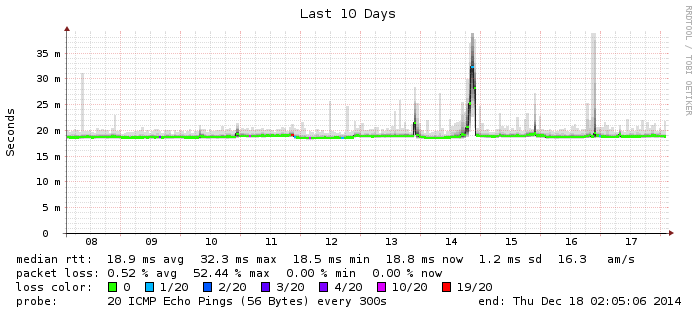 Last 10 Days
RRDTOOL / TOBI OETIKER
Seconds
35 m
30 m
25 m
20 m
15 m
10 m
5 m
0
08 09 10 11 12 13 14 15 16 17
median rtt: 18.9 ms avg 32.3 ms max 18.5 ms min 18.8 ms now 1.2 ms sd 16.3 am/s
packet loss: 0.52 % avg 52.44 % max 0.00 % min 0.00 % now
loss color: 0 1/20 2/20 3/20 4/20 10/20 19/20
probe: 20 ICMP Echo Pings (56 Bytes) every 300s end: Thu Dec 18 02:05:06 2014